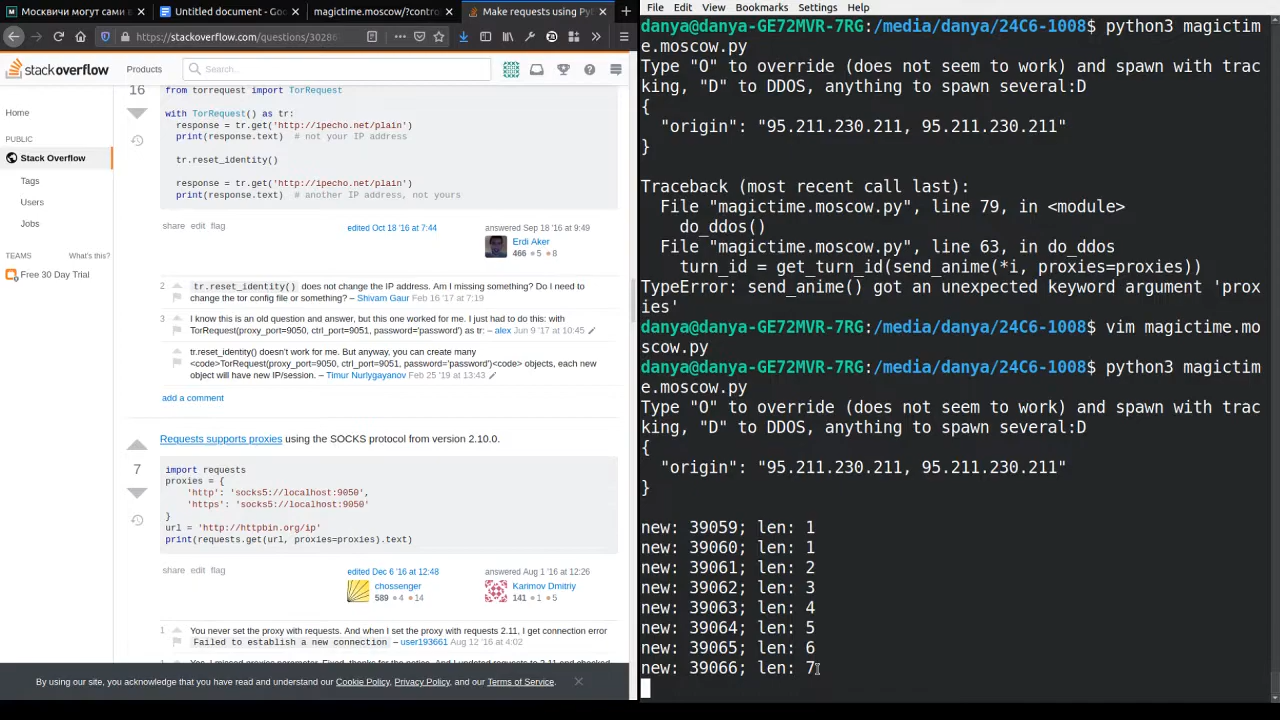 Москвичи могут сами в
Untitled document - Goo
magictime.moscow/?contro
Make requests using Pyt
https://stackoverflow.com/questions/30286
stackoverflow
Products
Search...
Home
PUBLIC
Stack Overflow
Tags
Users
Jobs
TEAMS
What's this?
Free 30 Day Trial
16
from torrequest import TorRequest
with TorRequest() as tr:
response = tr.get('http://ipecho.net/plain')
print(response.text) # not your IP address
tr.reset_identity()
response = tr.get('http://ipecho.net/plain')
print(response.text) # another IP address, not yours
share edit flag
edited Oct 18 '16 at 7:44
answered Sep 18 '16 at 9:49
Erdi Aker
466 5 8
2 tr.reset_identity() does not change the IP address. Am I missing something? Do I need to
change the tor config file or something? – Shivam Gaur Feb 16 '17 at 7:19
3 I know this is an old question and answer, but this one worked for me. I just had to do this: with
TorRequest(proxy_port=9050, ctrl_port=9051, password='password') as tr: – alex Jun 9 '17 at 10:45
tr.reset_identity() doesn't work for me. But anyway, you can create many
<code>TorRequest(proxy_port=9050, ctrl_port=9051, password='password')<code> objects, each new
object will have new IP/session. – Timur Nurlygayanov Feb 25 '19 at 13:43
add a comment
Requests supports proxies using the SOCKS protocol from version 2.10.0.
7
import requests
proxies = {
'http': 'socks5://localhost:9050',
'https': 'socks5://localhost:9050'
}
url = 'http://httpbin.org/ip'
print(requests.get(url, proxies=proxies).text)
share edit flag
edited Dec 6 '16 at 12:48
answered Aug 1 '16 at 12:26
chossenger
589 4 14
Karimov Dmitriy
141 1 5
1 You never set the proxy with requests. And when I set the proxy with requests 2.11, I get connection error
Failed to establish a new connection – user193661 Aug 12 '16 at 4:02
By using our site, you acknowledge that you have read and understand our Cookie Policy, Privacy Policy, and our Terms of Service.
File Edit View Bookmarks Settings Help
danya@danya-GE72MVR-7RG:/media/danya/24C6-1008$ python3 magictim
e.moscow.py
Type "O" to override (does not seem to work) and spawn with trac
king, "D" to DDOS, anything to spawn several:D
{
"origin": "95.211.230.211, 95.211.230.211"
}
Traceback (most recent call last):
File "magictime.moscow.py", line 79, in <module>
do_ddos()
File "magictime.moscow.py", line 63, in do_ddos
turn_id = get_turn_id(send_anime(*i, proxies=proxies))
TypeError: send_anime() got an unexpected keyword argument 'prox
ies'
danya@danya-GE72MVR-7RG:/media/danya/24C6-1008$ vim magictime.mo
scow.py
danya@danya-GE72MVR-7RG:/media/danya/24C6-1008$ python3 magictim
e.moscow.py
Type "O" to override (does not seem to work) and spawn with trac
king, "D" to DDOS, anything to spawn several:D
{
"origin": "95.211.230.211, 95.211.230.211"
}
new: 39059; len: 1
new: 39060; len: 1
new: 39061; len: 2
new: 39062; len: 3
new: 39063; len: 4
new: 39064; len: 5
new: 39065; len: 6
new: 39066; len: 7